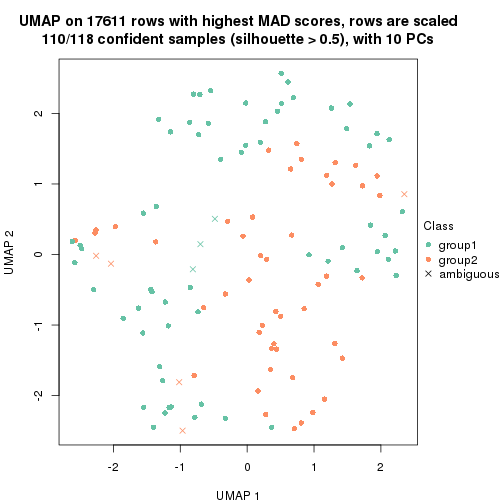 UMAP on 17611 rows with highest MAD scores, rows are scaled
110/118 confident samples (silhouette > 0.5), with 10 PCs
2
1
0
-1
-2
UMAP 2
-2
-1
0
1
2
UMAP 1
Class
group1
group2
ambiguous